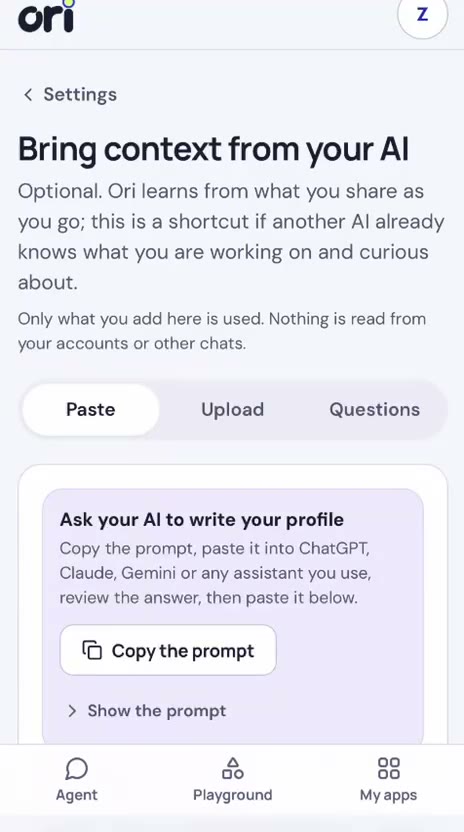 ori
Z
Settings
Bring context from your AI
Optional. Ori learns from what you share as
you go; this is a shortcut if another AI already
knows what you are working on and curious
about.
Only what you add here is used. Nothing is read from
your accounts or other chats.
Paste
Upload
Questions
Ask your AI to write your profile
Copy the prompt, paste it into ChatGPT,
Claude, Gemini or any assistant you use,
review the answer, then paste it below.
Copy the prompt
Show the prompt
Agent
Playground
My apps